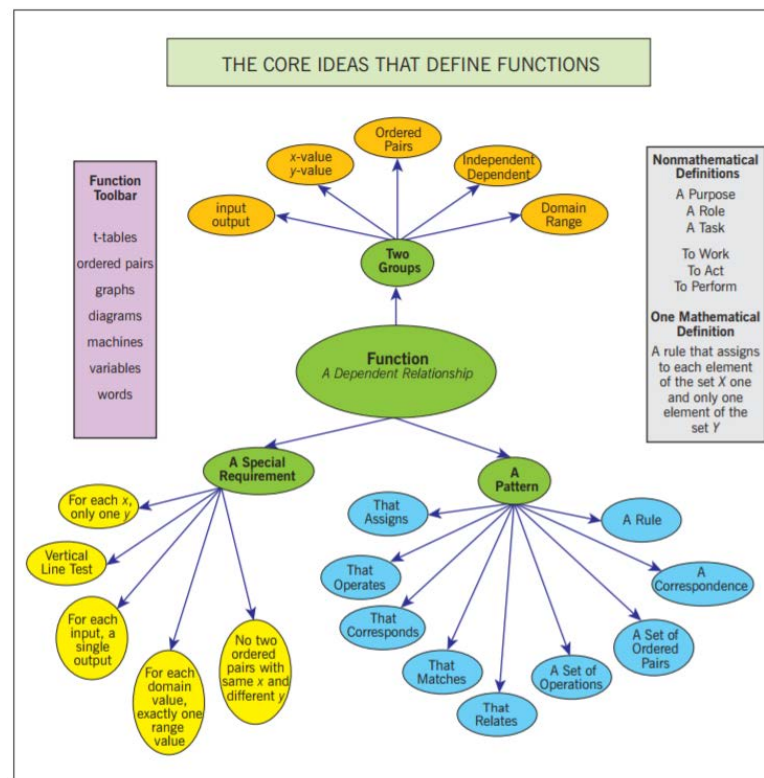 THE CORE IDEAS THAT DEFINE FUNCTIONS
Function
Toolbar
t-tables
ordered pairs
graphs
diagrams
machines
variables
words
input
output
x-value
y-value
Ordered
Pairs
Independent
Dependent
Domain
Range
Two
Groups
Nonmathematical
Definitions
A Purpose
A Role
A Task
To Work
To Act
To Perform
One Mathematical
Definition
A rule that assigns
to each element
of the set X one
and only one
element of the
set Y
Function
A Dependent Relationship
A Special
Requirement
For each x,
only one y
Vertical
Line Test
For each
input, a
single
output
For each
domain
value,
exactly one
range
value
No two
ordered
pairs with
same x and
different y
A
Pattern
That
Assigns
That
Operates
That
Corresponds
That
Matches
That
Relates
A Set of
Operations
A Set of
Ordered
Pairs
A
Correspondence
A Rule